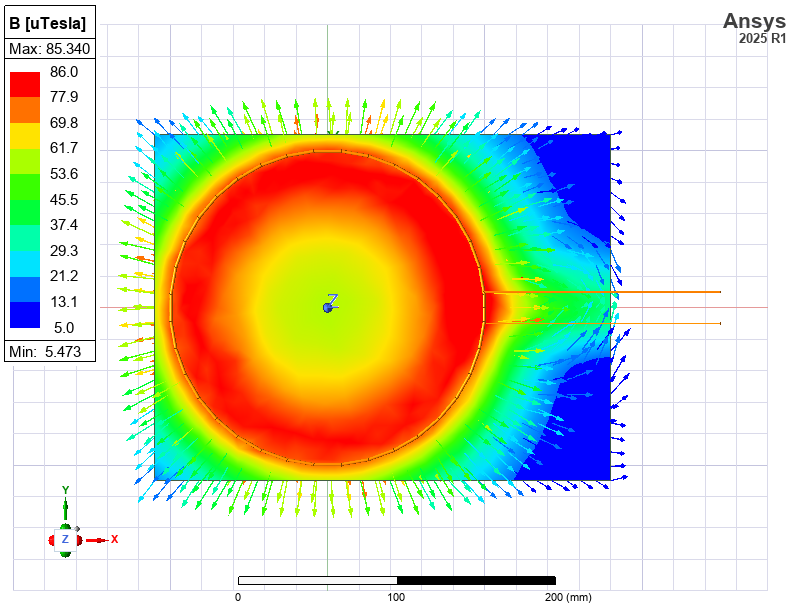 B [uTesla]
Max: 85.340
86.0
77.9
69.8
61.7
53.6
45.5
37.4
29.3
21.2
13.1
5.0
Min: 5.473
Ansys
2025 R1
Z
Y
Z
X
0
100
200 (mm)